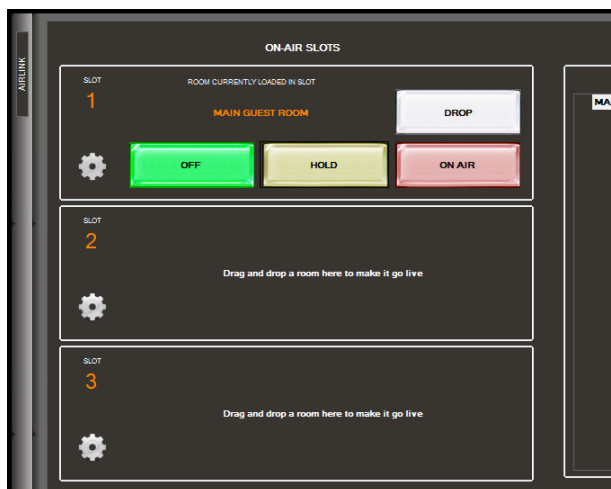 AIRLINK
ON-AIR SLOTS
SLOT
1
ROOM CURRENTLY LOADED IN SLOT
MAIN GUEST ROOM
DROP
OFF
HOLD
ON AIR
SLOT
2
Drag and drop a room here to make it go live
SLOT
3
Drag and drop a room here to make it go live